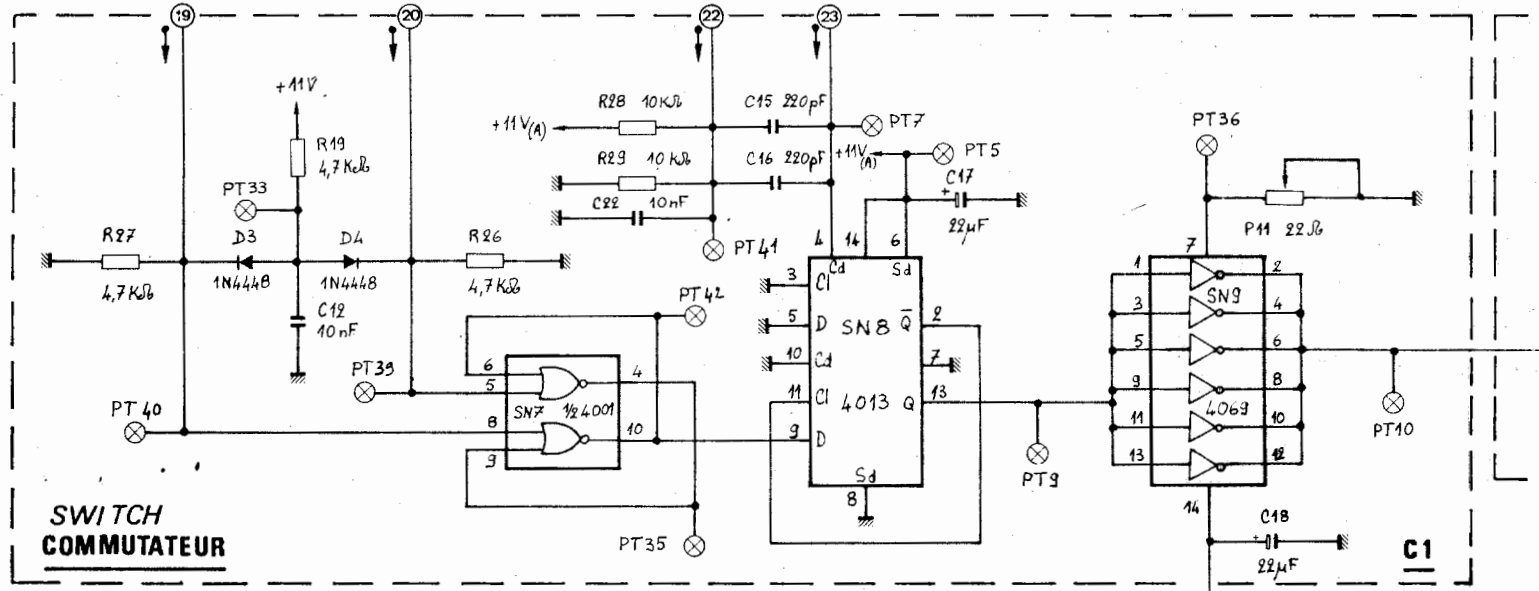 19 20 22 23
+11V
R19
4,7KΩ
PT33
R27
4,7KΩ
D3
1N4448
D4
1N4448
R26
4,7KΩ
C12
10nF
R28 10KΩ
+11V(A)
C15 220pF
PT7
R29 10KΩ
C16 220pF
C22 10nF
PT41
+11V(A)
PT5
C17
+
22µF
4 14 6
Cd Sd
3 Cl
5 D
10 Cd
11 Cl
9 D
SN8
4013
Q̅ 2
7
Q 13
Sd
8
PT42
PT39
PT40
6
5
8
9
4
10
SN7 1/2 4001
PT35
PT9
PT36
P11 22Ω
7
1 2
3 4
5 6
9 8
11 10
13 12
SN9
4069
14
PT10
C18
+
22µF
SWITCH
COMMUTATEUR
C1